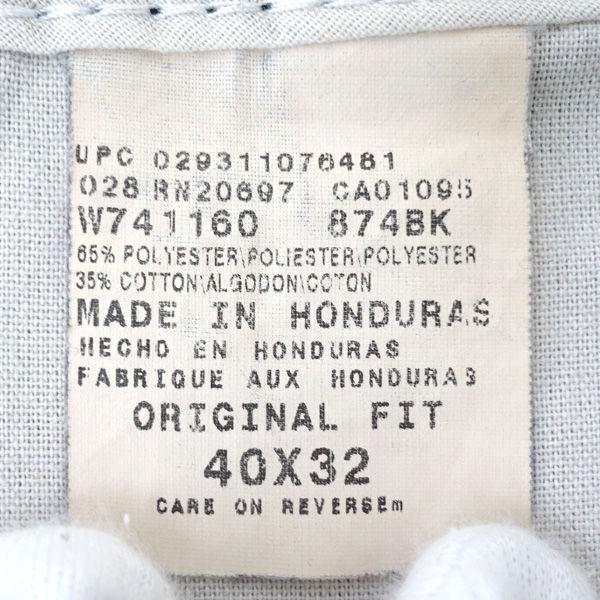 UPC 029311076481
028 RN20697 CA01095
W741160 874BK
65% POLYESTER\POLIESTER\POLYESTER
35% COTTON\ALGODON\COTON
MADE IN HONDURAS
HECHO EN HONDURAS
FABRIQUE AUX HONDURAS
ORIGINAL FIT
40X32
CARE ON REVERSEm